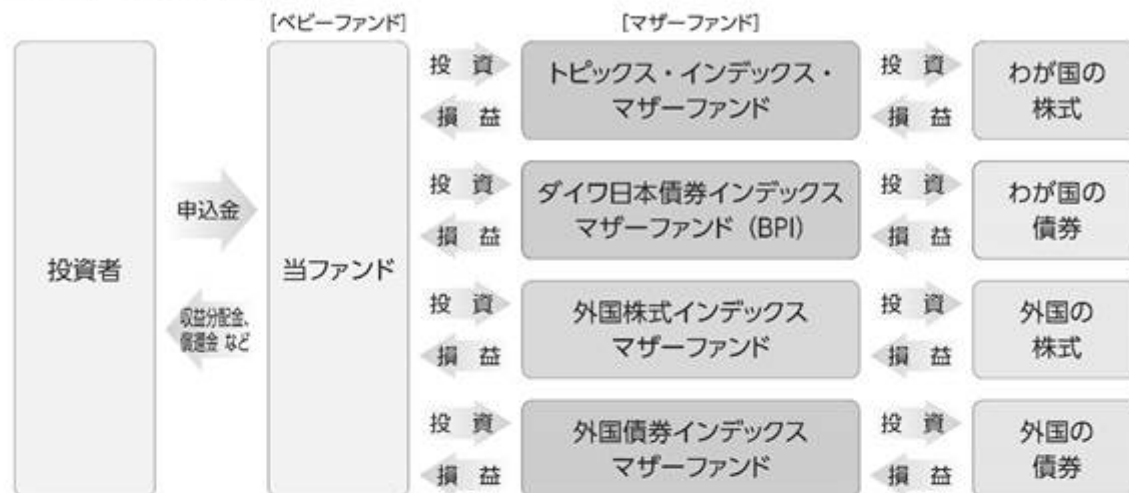 [ベビーファンド]
[マザーファンド]
投資者
申込金
収益分配金、
償還金 など
当ファンド
投 資
損 益
トピックス・インデックス・
マザーファンド
投 資
損 益
わが国の
株式
投 資
損 益
ダイワ日本債券インデックス
マザーファンド（BPI）
投 資
損 益
わが国の
債券
投 資
損 益
外国株式インデックス
マザーファンド
投 資
損 益
外国の
株式
投 資
損 益
外国債券インデックス
マザーファンド
投 資
損 益
外国の
債券